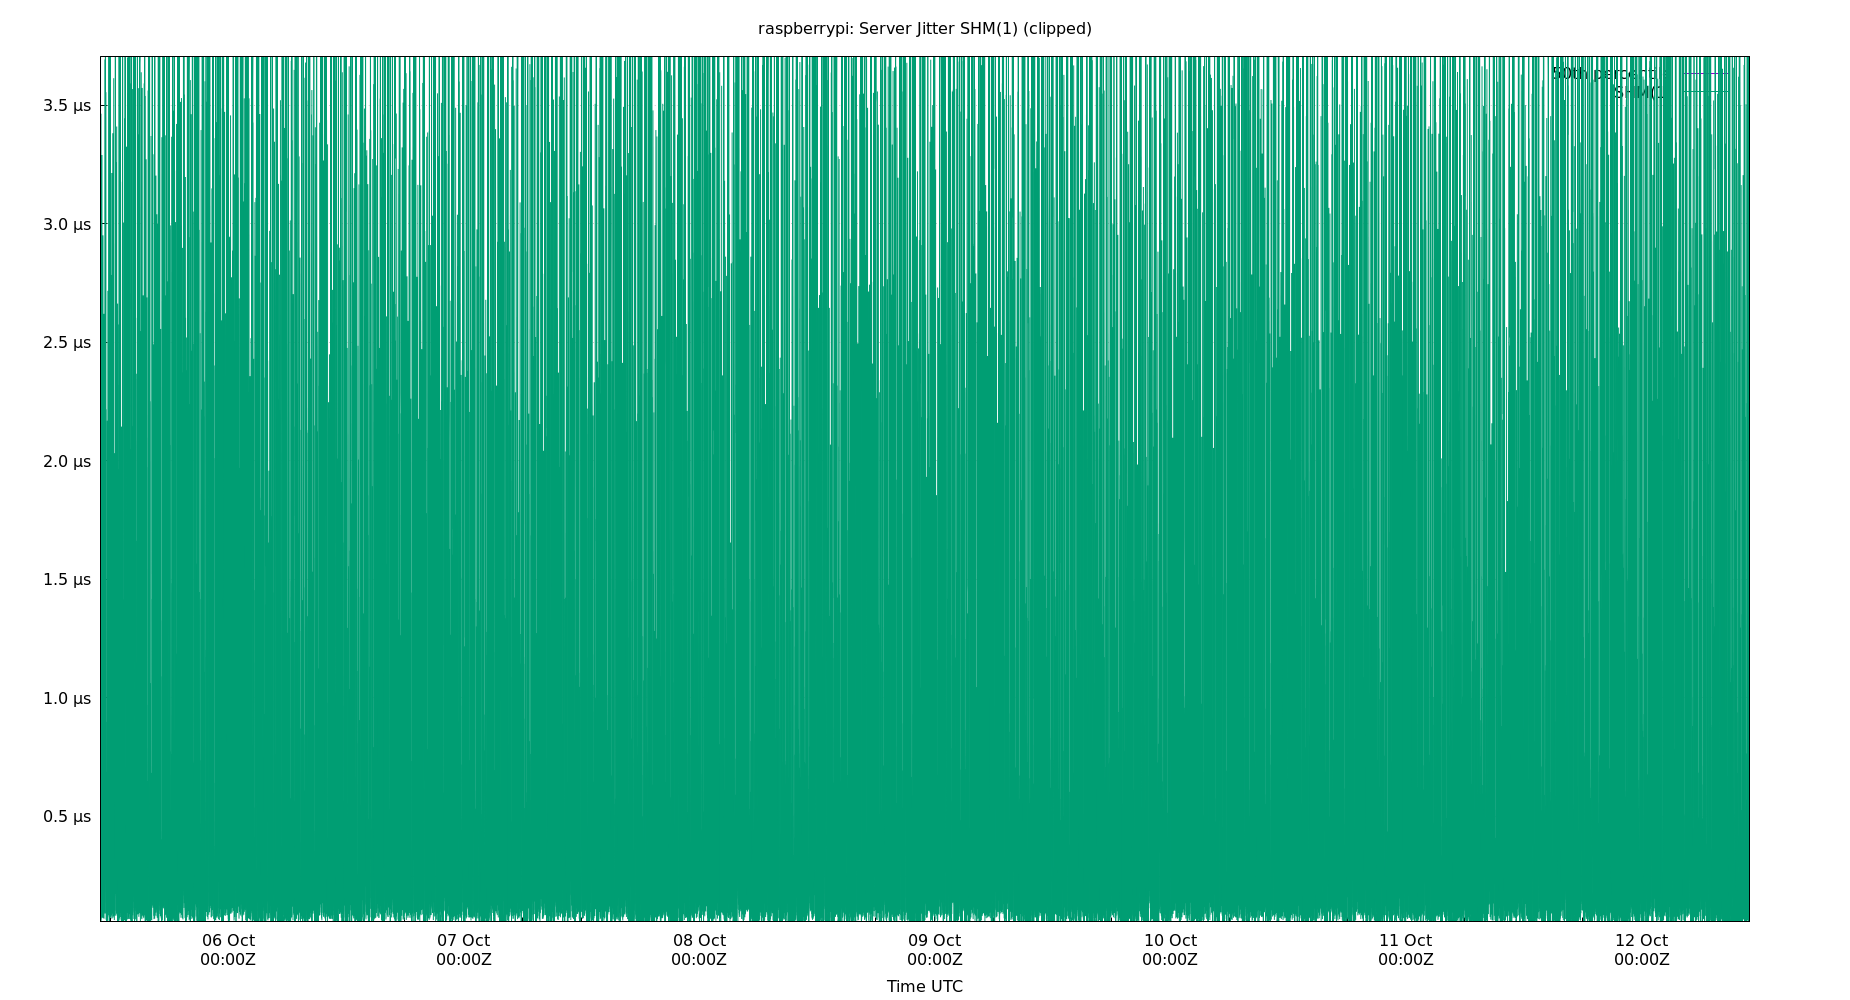 raspberrypi: Server Jitter SHM(1) (clipped)
50th
3.5 µs
3.0 µs
2.5 µs
2.0 µs
1.5 µs
1.0 µs
0.5 µs
06 Oct 07 Oct 08 Oct 09 Oct 10 Oct 11 Oct 12 Oct
00:00Z 00:00Z 00:00Z 00:00Z 00:00Z 00:00Z 00:00Z
Time UTC